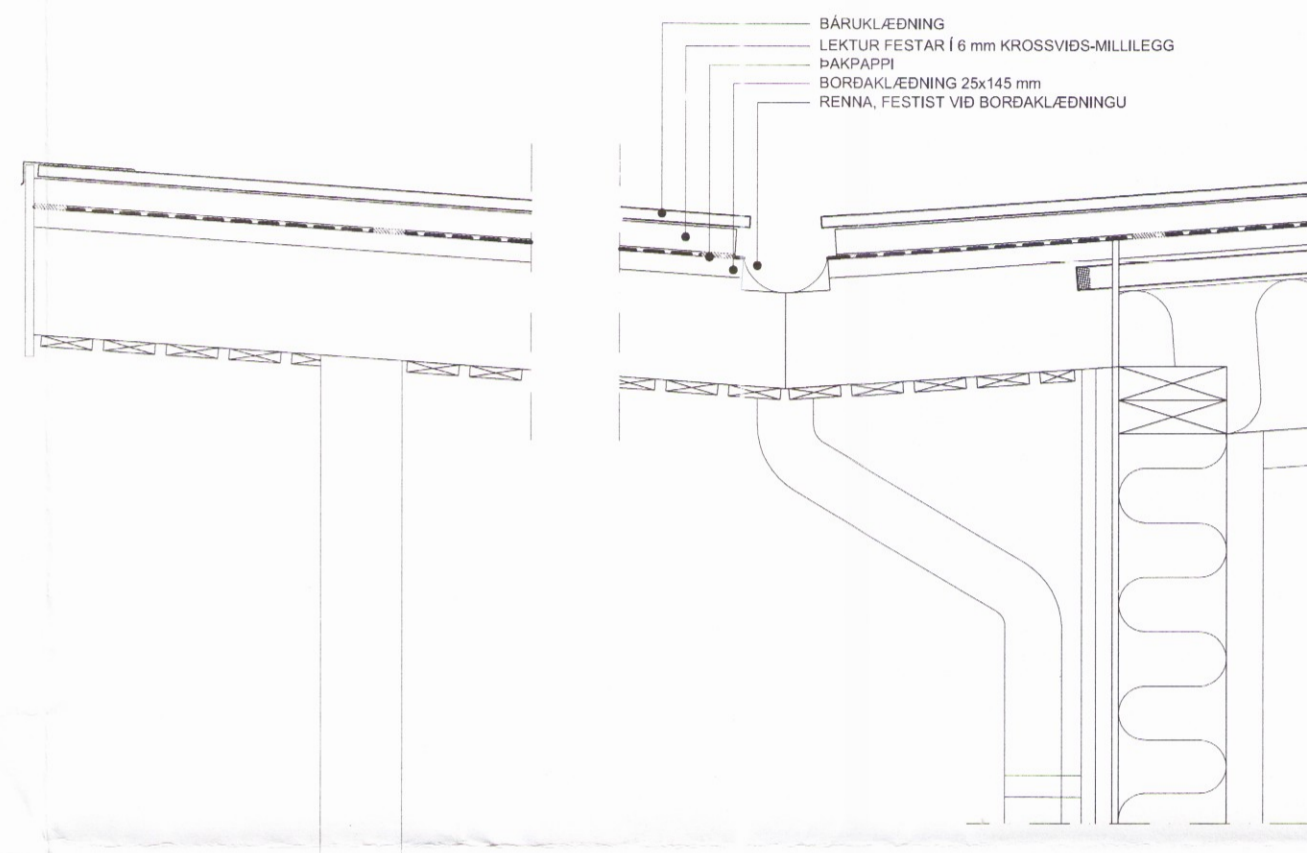 BÁRUKLÆÐNING
LEKTUR FESTAR Í 6 mm KROSSVIÐS-MILLILEGG
ÞAKPAPPI
BORÐAKLÆÐNING 25x145 mm
RENNA, FESTIST VIÐ BORÐAKLÆÐNINGU